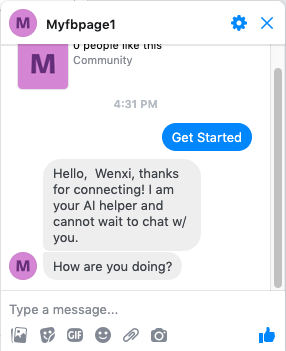 M Myfbpage1
0 people like this
M Community
4:31 PM
Get Started
Hello, Wenxi, thanks
for connecting! I am
your AI helper and
cannot wait to chat w/
you.
M How are you doing?
Type a message...
GIF